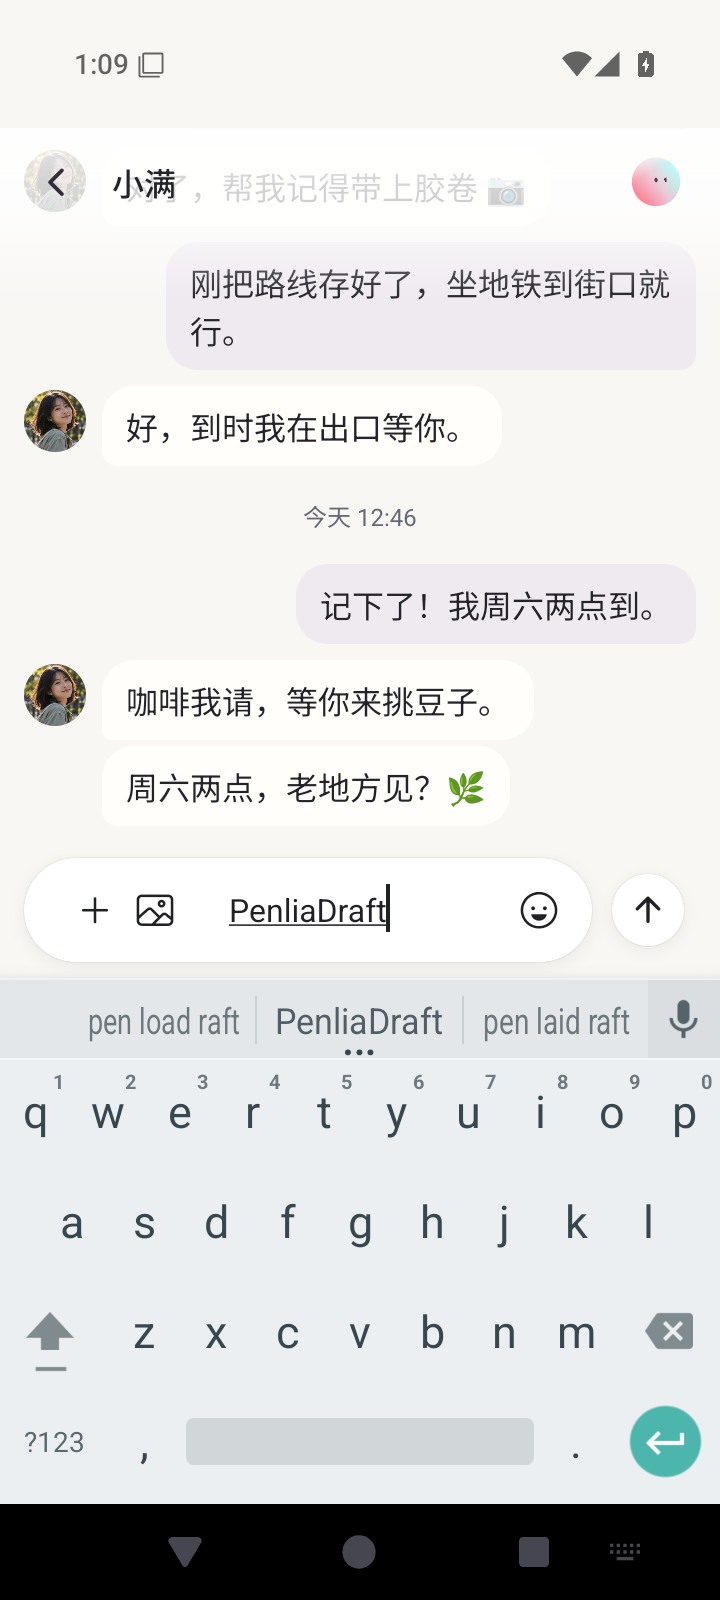 1:09
小满
对了，帮我记得带上胶卷 📷
刚把路线存好了，坐地铁到街口就
行。
好，到时我在出口等你。
今天 12:46
记下了！我周六两点到。
咖啡我请，等你来挑豆子。
周六两点，老地方见？🌿
PenliaDraft
pen load raft PenliaDraft pen laid raft
1 2 3 4 5 6 7 8 9 0
q w e r t y u i o p
a s d f g h j k l
z x c v b n m
?123 , .